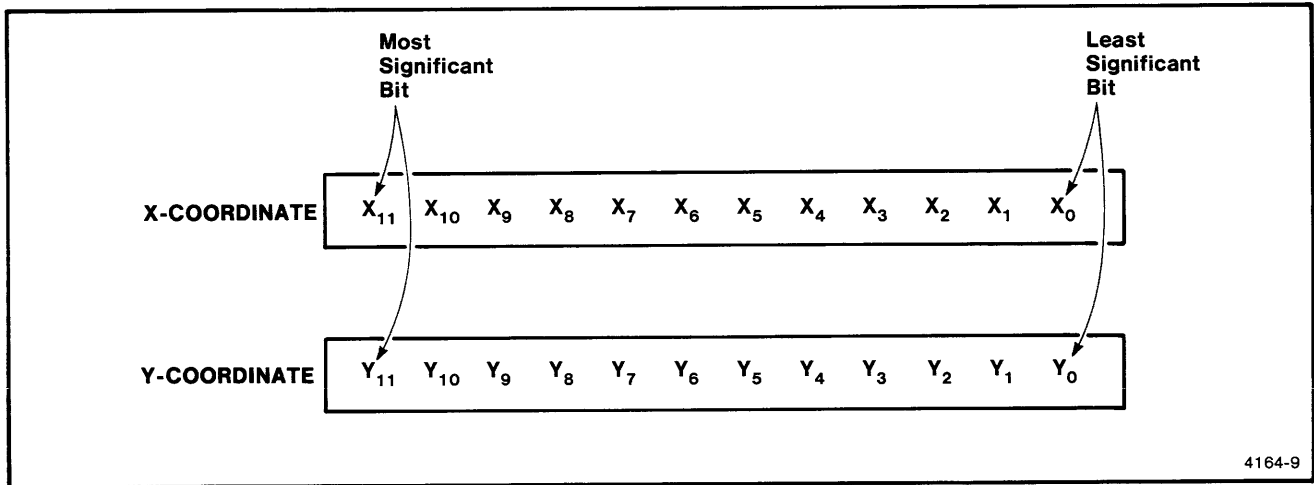 Most
Significant
Bit
Least
Significant
Bit
X-COORDINATE X₁₁ X₁₀ X₉ X₈ X₇ X₆ X₅ X₄ X₃ X₂ X₁ X₀
Y-COORDINATE Y₁₁ Y₁₀ Y₉ Y₈ Y₇ Y₆ Y₅ Y₄ Y₃ Y₂ Y₁ Y₀
4164-9